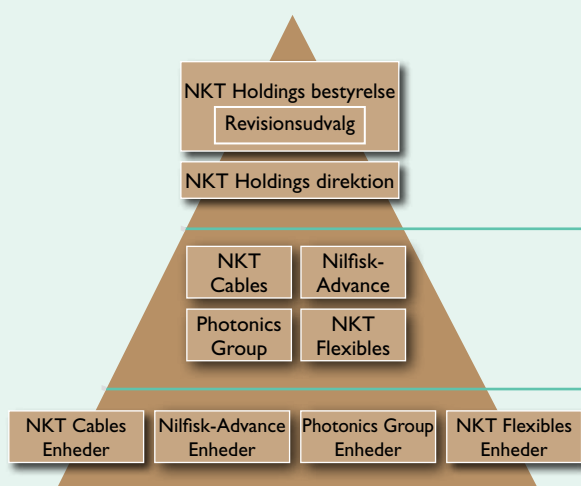 NKT Holdings bestyrelse
Revisionsudvalg
NKT Holdings direktion
NKT
Cables
Nilfisk-
Advance
Photonics
Group
NKT
Flexibles
NKT Cables
Enheder
Nilfisk-Advance
Enheder
Photonics Group
Enheder
NKT Flexibles
Enheder